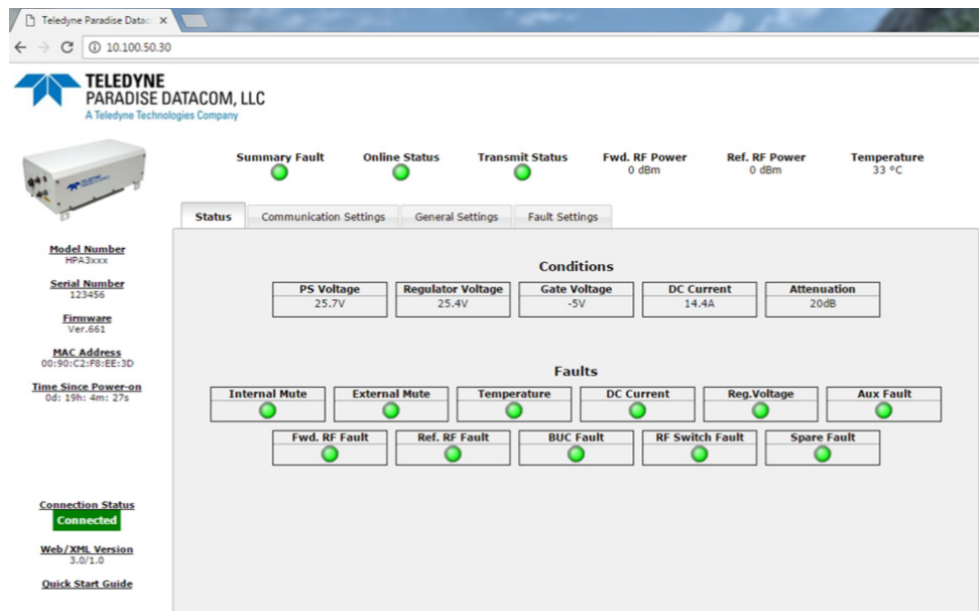 Teledyne Paradise Datac
10.100.50.30
TELEDYNE
PARADISE DATACOM, LLC
A Teledyne Technologies Company
Summary Fault Online Status Transmit Status Fwd. RF Power Ref. RF Power Temperature
0 dBm 0 dBm 33 °C
Status Communication Settings General Settings Fault Settings
Model Number
HPA3xxx
Serial Number
123456
Firmware
Ver.661
MAC Address
00:90:C2:F8:EE:3D
Time Since Power-on
0d: 19h: 4m: 27s
Connection Status
Connected
Web/XML Version
3.0/1.0
Quick Start Guide
Conditions
PS Voltage Regulator Voltage Gate Voltage DC Current Attenuation
25.7V 25.4V -5V 14.4A 20dB
Faults
Internal Mute External Mute Temperature DC Current Reg.Voltage Aux Fault
Fwd. RF Fault Ref. RF Fault BUC Fault RF Switch Fault Spare Fault